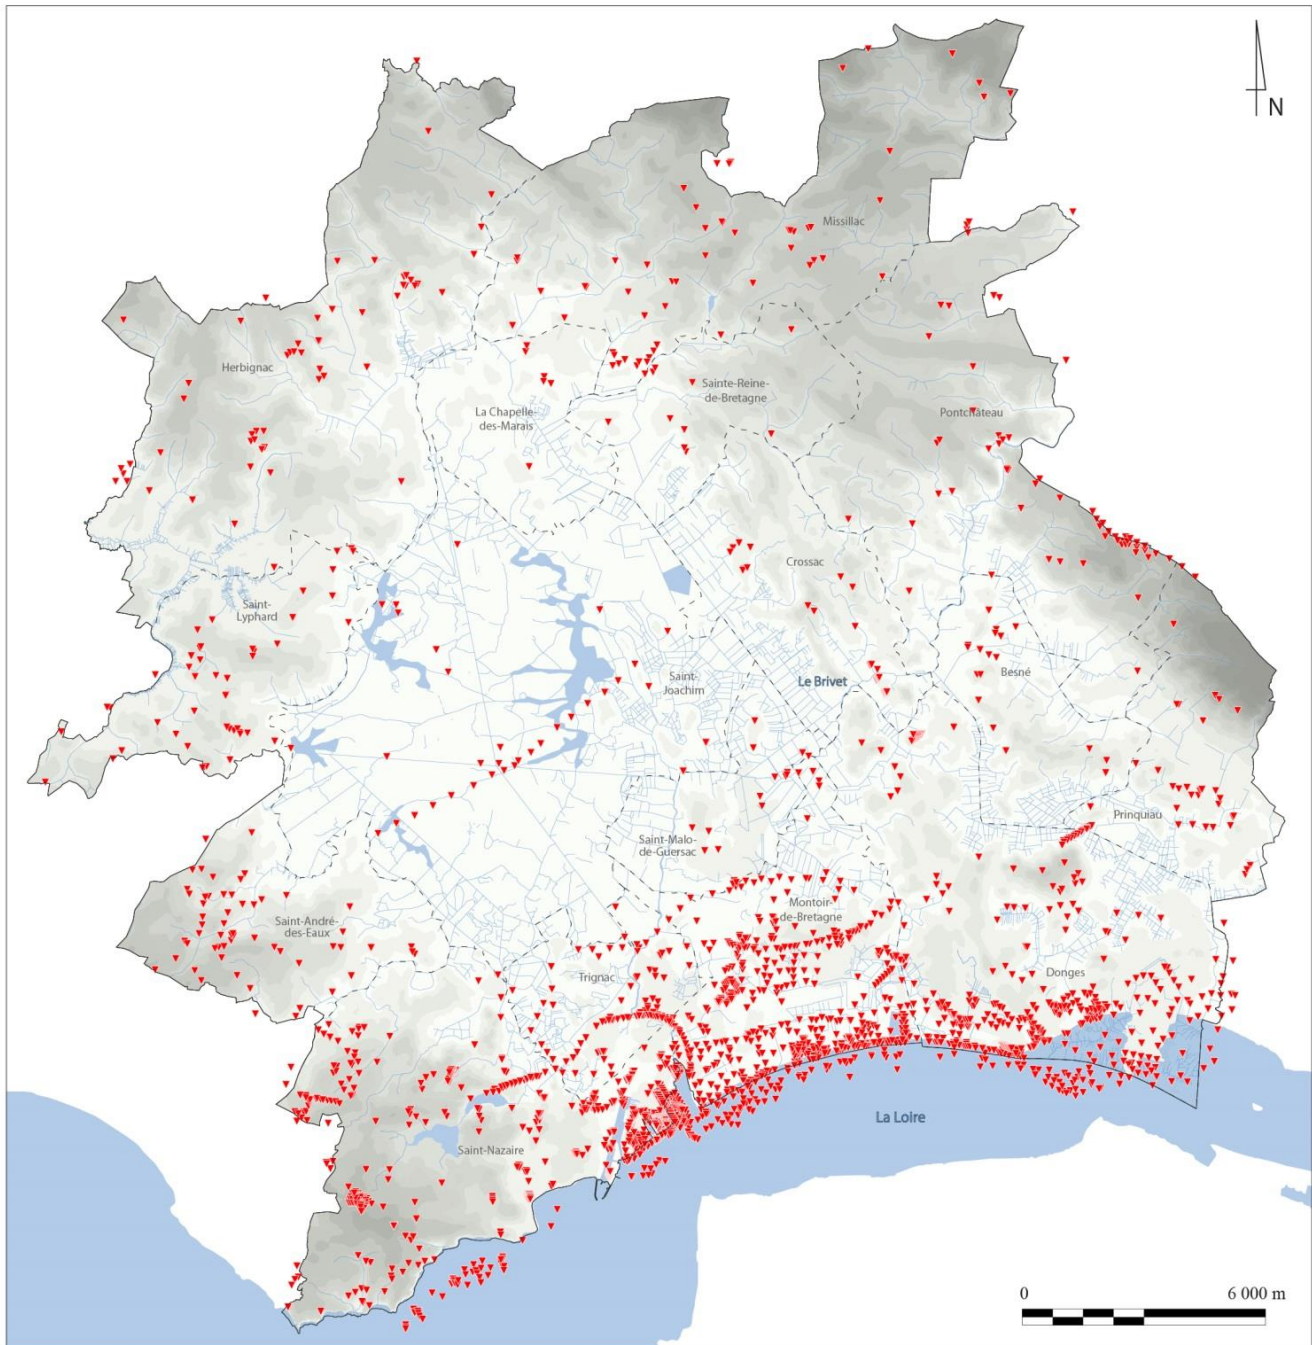 N
Missillac
Herbignac
Sainte-Reine-
de-Bretagne
La Chapelle
-des-Marais
Pontchâteau
Crossac
Saint-
Lyphard
Besné
Saint-
Joachim
Le Brivet
Prinquiau
Saint-Malo-
de-Guersac
Montoir-
de-Bretagne
Saint-André-
des-Eaux
Trignac
Donges
La Loire
Saint-Nazaire
0 6 000 m